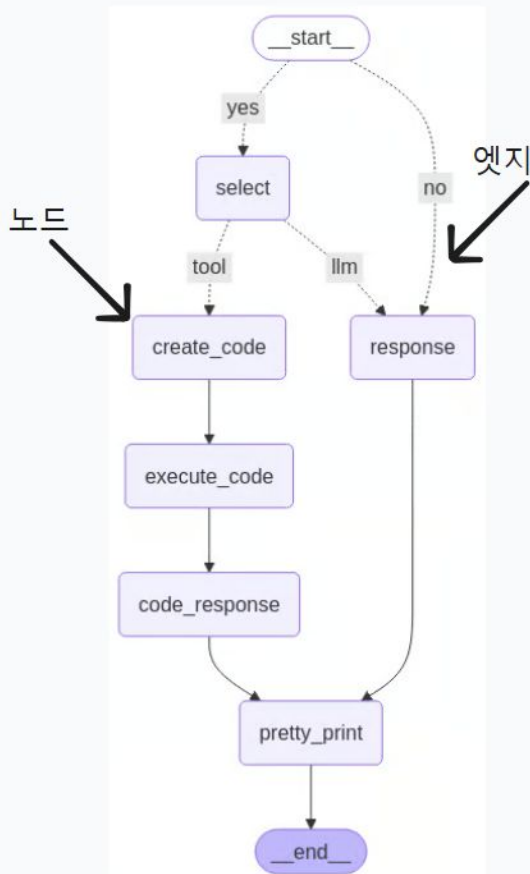 __start__
yes
엣지
select
no
노드
tool
llm
create_code
response
execute_code
code_response
pretty_print
__end__